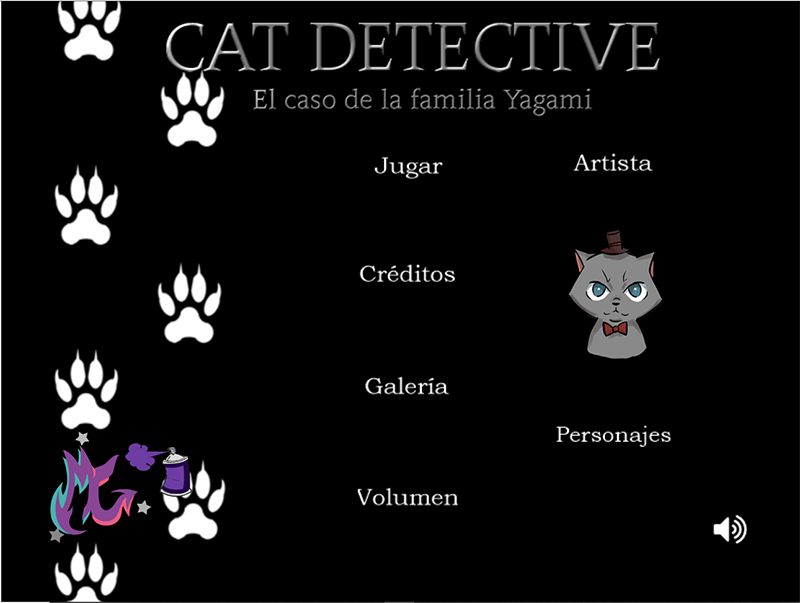 CAT DETECTIVE
El caso de la familia Yagami
Jugar
Artista
Créditos
Galería
Personajes
Volumen